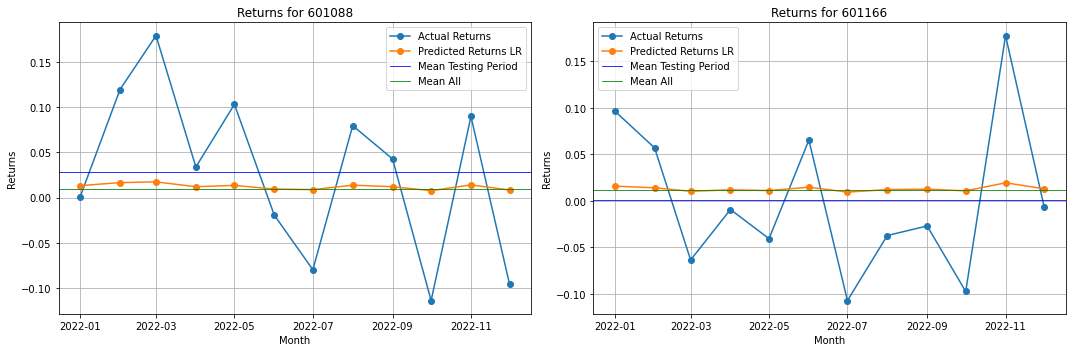 Returns for 601088
Actual Returns
Predicted Returns LR
Mean Testing Period
Mean All
Returns
0.15
0.10
0.05
0.00
−0.05
−0.10
2022-01
2022-03
2022-05
2022-07
2022-09
2022-11
Month
Returns for 601166
Actual Returns
Predicted Returns LR
Mean Testing Period
Mean All
Returns
0.15
0.10
0.05
0.00
−0.05
−0.10
2022-01
2022-03
2022-05
2022-07
2022-09
2022-11
Month